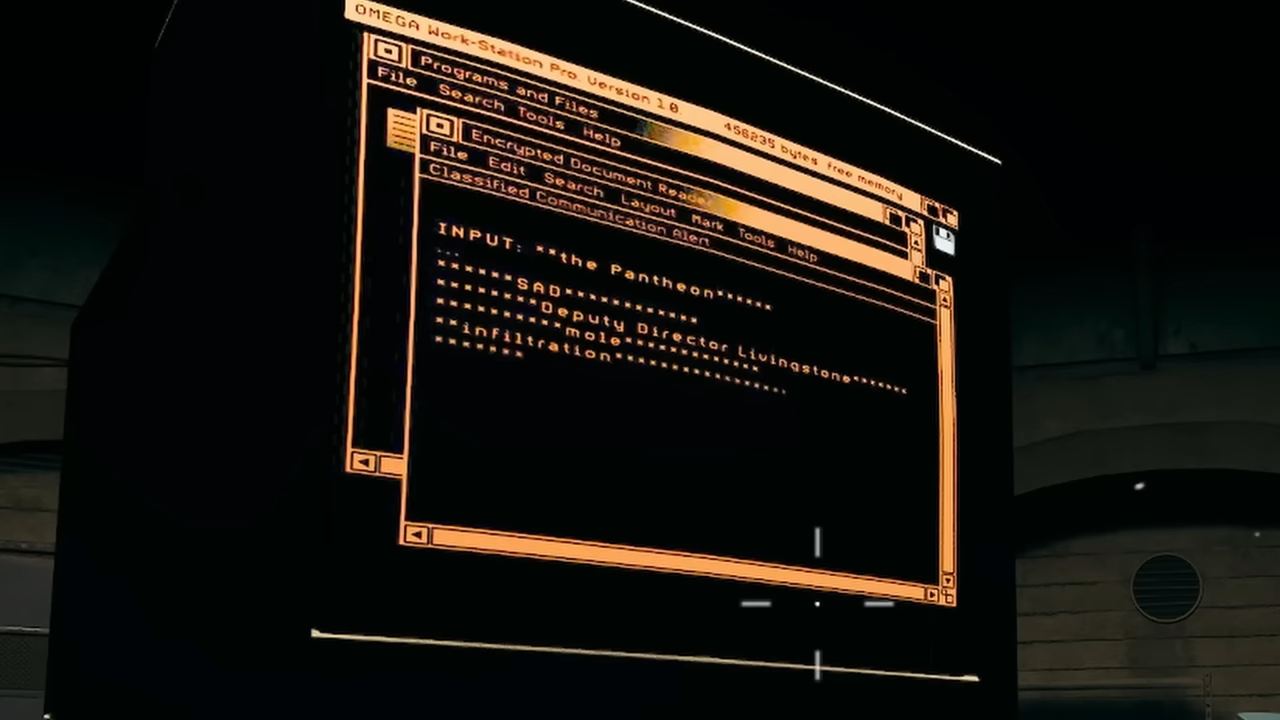 OMEGA Work-Station Pro. Version 1.0. 456235 bytes free memory
Programs and Files
File Search Tools Help
Encrypted Document Reader
File Edit Search Layout Mark Tools Help
Classified Communication Alert
INPUT: **the Pantheon******
...
******SAD************
********Deputy Director Livingstone*******
**********mole**************
**infiltration*****************
*******